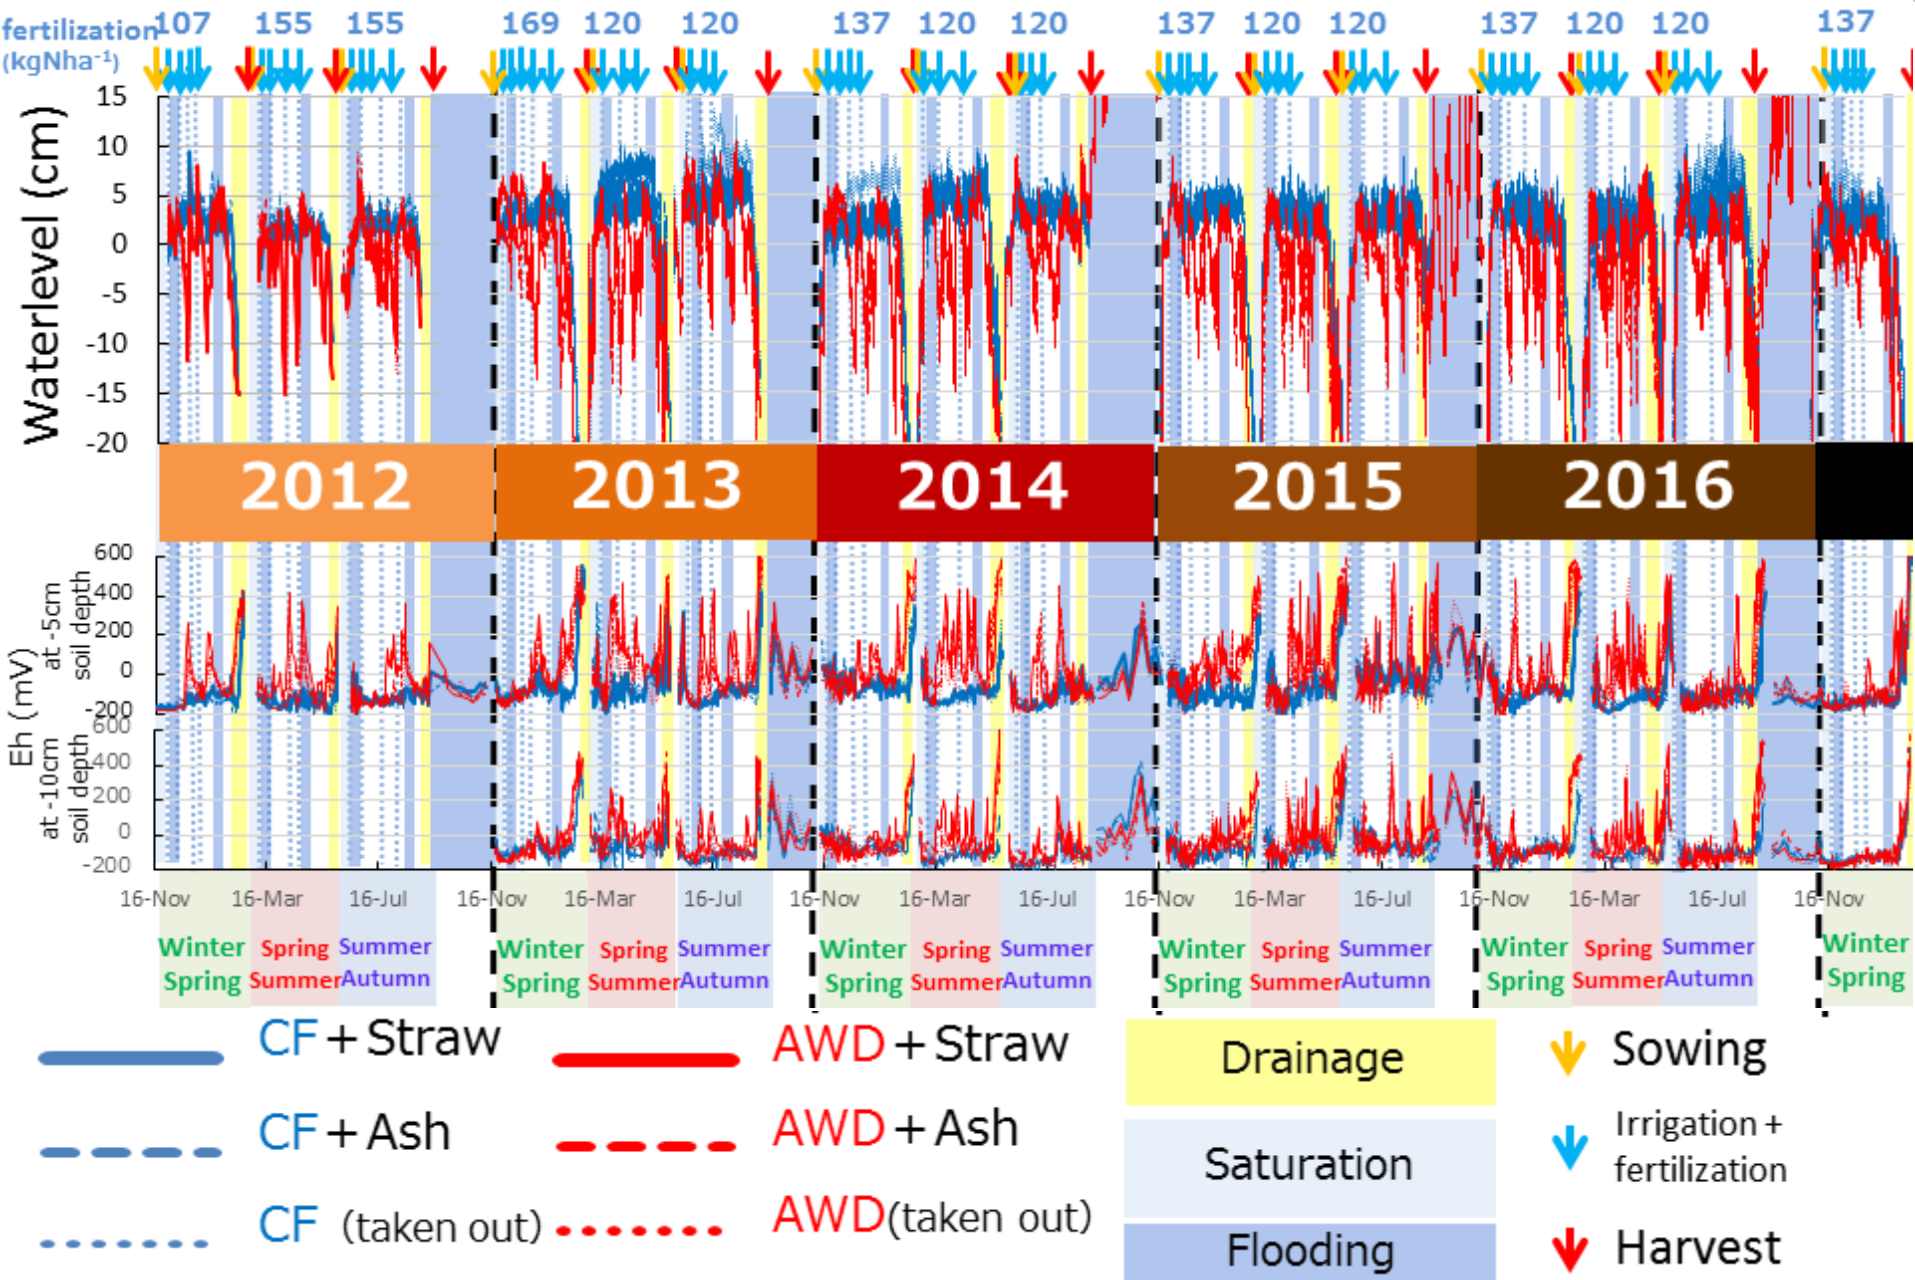 fertilization 107 155 155 169 120 120 137 120 120 137 120 120 137 120 120 137
(kgNha⁻¹)
Waterlevel (cm)
15
10
5
0
-5
-10
-15
-20
2012 2013 2014 2015 2016
Eh (mV)
at -5cm
soil depth
600
400
200
0
-200
at -10cm
soil depth
600
400
200
0
-200
16-Nov 16-Mar 16-Jul 16-Nov 16-Mar 16-Jul 16-Nov 16-Mar 16-Jul 16-Nov 16-Mar 16-Jul 16-Nov 16-Mar 16-Jul 16-Nov
Winter Spring Summer Winter Spring Summer Winter Spring Summer Winter Spring Summer Winter Spring Summer Winter
Spring Summer Autumn Spring Summer Autumn Spring Summer Autumn Spring Summer Autumn Spring Summer Autumn Spring
CF + Straw AWD + Straw Drainage Sowing
CF + Ash AWD + Ash Saturation Irrigation +
fertilization
CF (taken out) AWD (taken out) Flooding Harvest